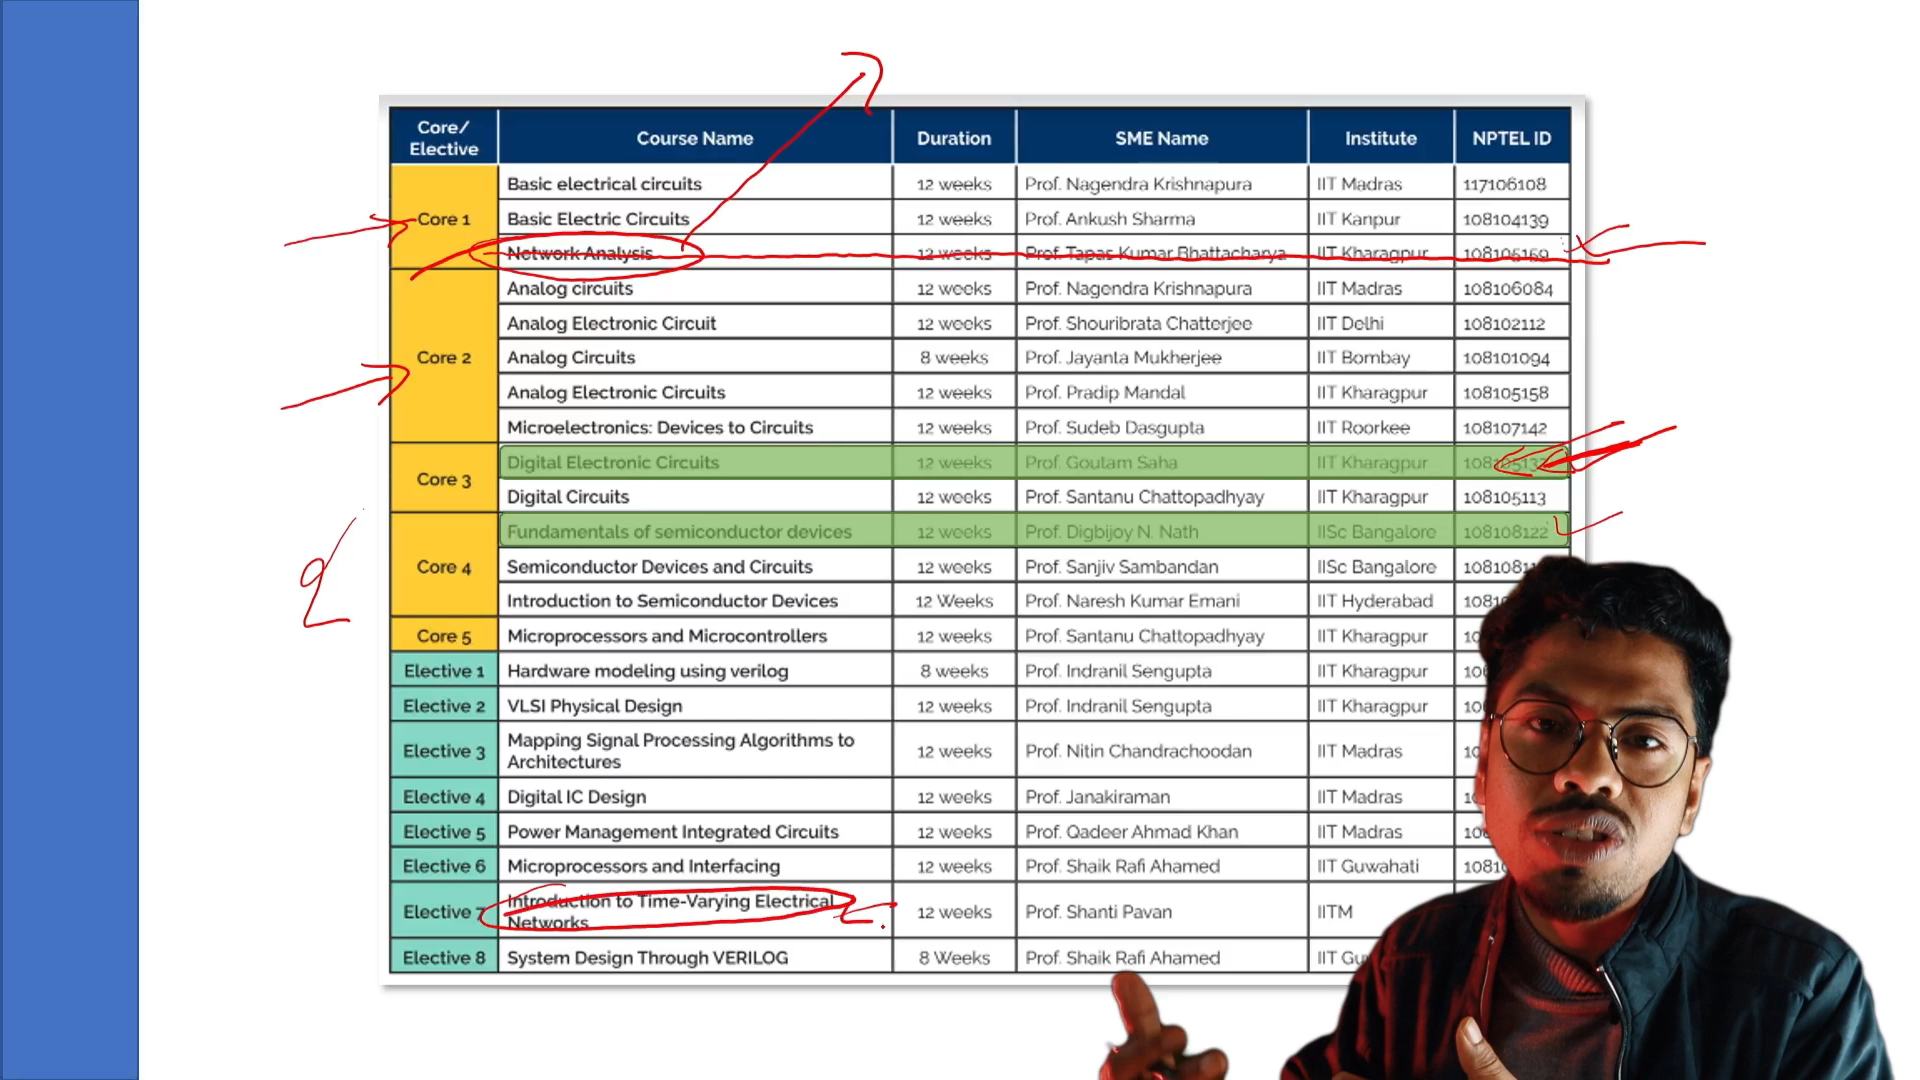 Core/ Elective Course Name Duration SME Name Institute NPTEL ID
Core 1
Basic electrical circuits 12 weeks Prof. Nagendra Krishnapura IIT Madras 117106108
Basic Electric Circuits 12 weeks Prof. Ankush Sharma IIT Kanpur 108104139
Network Analysis 12 weeks Prof. Tapas Kumar Bhattacharya IIT Kharagpur 108105159
Core 2
Analog circuits 12 weeks Prof. Nagendra Krishnapura IIT Madras 108106084
Analog Electronic Circuit 12 weeks Prof. Shouribrata Chatterjee IIT Delhi 108102112
Analog Circuits 8 weeks Prof. Jayanta Mukherjee IIT Bombay 108101094
Analog Electronic Circuits 12 weeks Prof. Pradip Mandal IIT Kharagpur 108105158
Microelectronics: Devices to Circuits 12 weeks Prof. Sudeb Dasgupta IIT Roorkee 108107142
Core 3
Digital Electronic Circuits 12 weeks Prof. Goutam Saha IIT Kharagpur
Digital Circuits 12 weeks Prof. Santanu Chattopadhyay IIT Kharagpur 108105113
Core 4
Fundamentals of semiconductor devices 12 weeks Prof. Digbijoy N. Nath IISc Bangalore 108108122
Semiconductor Devices and Circuits 12 weeks Prof. Sanjiv Sambandan IISc Bangalore
Introduction to Semiconductor Devices 12 Weeks Prof. Naresh Kumar Emani IIT Hyderabad
Core 5 Microprocessors and Microcontrollers 12 weeks Prof. Santanu Chattopadhyay IIT Kharagpur
Elective 1 Hardware modeling using verilog 8 weeks Prof. Indranil Sengupta IIT Kharagpur
Elective 2 VLSI Physical Design 12 weeks Prof. Indranil Sengupta IIT Kharagpur
Elective 3 Mapping Signal Processing Algorithms to Architectures 12 weeks Prof. Nitin Chandrachoodan IIT Madras
Elective 4 Digital IC Design 12 weeks Prof. Janakiraman IIT Madras
Elective 5 Power Management Integrated Circuits 12 weeks Prof. Qadeer Ahmad Khan IIT Madras
Elective 6 Microprocessors and Interfacing 12 weeks Prof. Shaik Rafi Ahamed IIT Guwahati
Elective 7 Introduction to Time-Varying Electrical Networks 12 weeks Prof. Shanti Pavan IITM
Elective 8 System Design Through VERILOG 8 Weeks Prof. Shaik Rafi Ahamed IIT